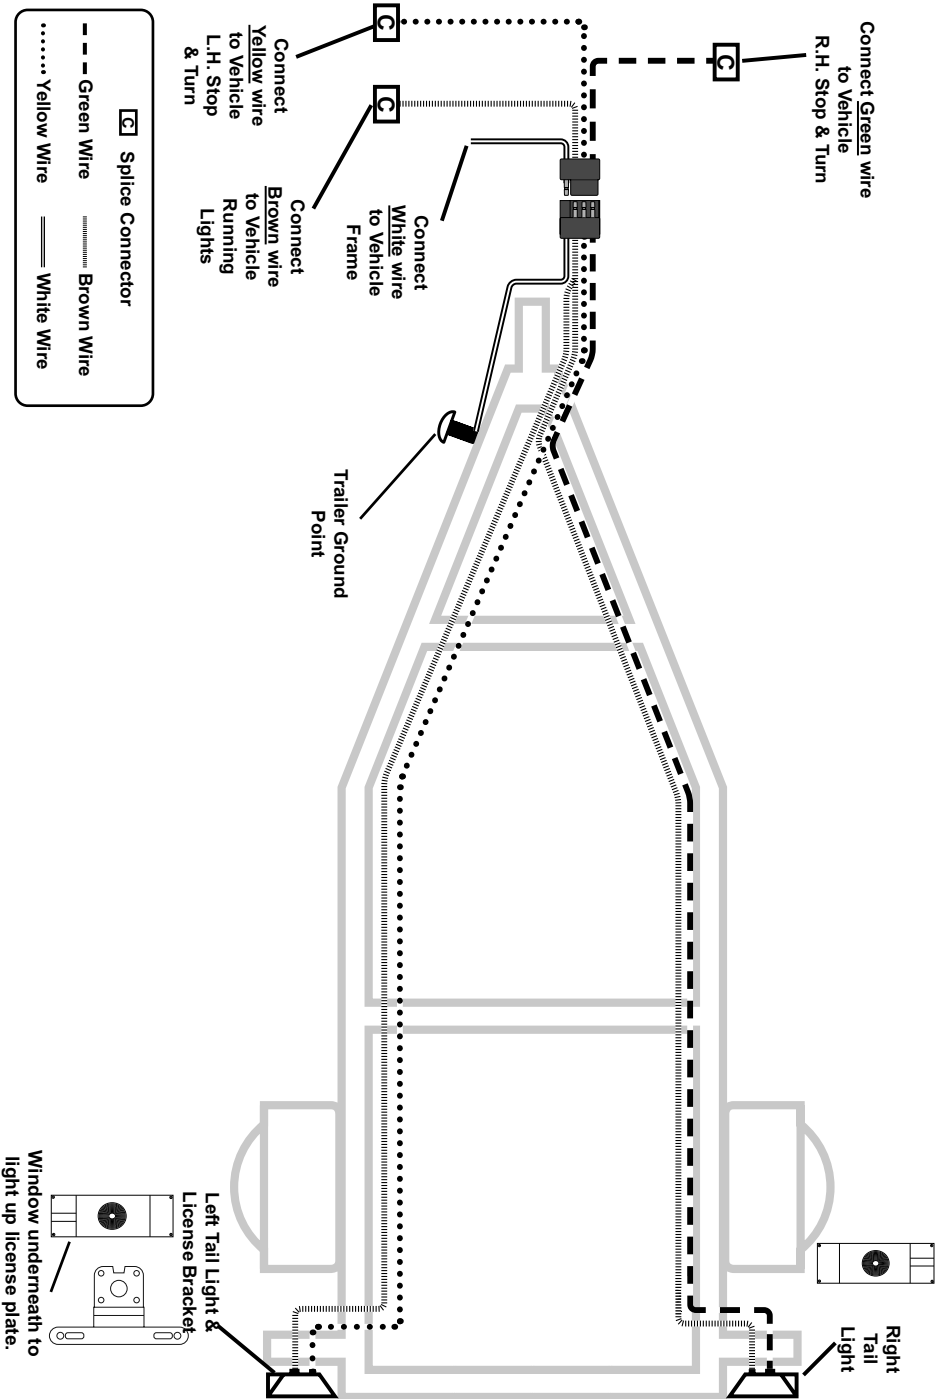 Connect Green wire
to Vehicle
R.H. Stop & Turn
C
Connect
Yellow wire
to Vehicle
L.H. Stop
& Turn
C
Connect
Brown wire
to Vehicle
Running
Lights
C
Connect
White wire
to Vehicle
Frame
Trailer Ground
Point
C Splice Connector
Green Wire
Brown Wire
Yellow Wire
White Wire
Right
Tail
Light
Left Tail Light &
License Bracket
Window underneath to
light up license plate.